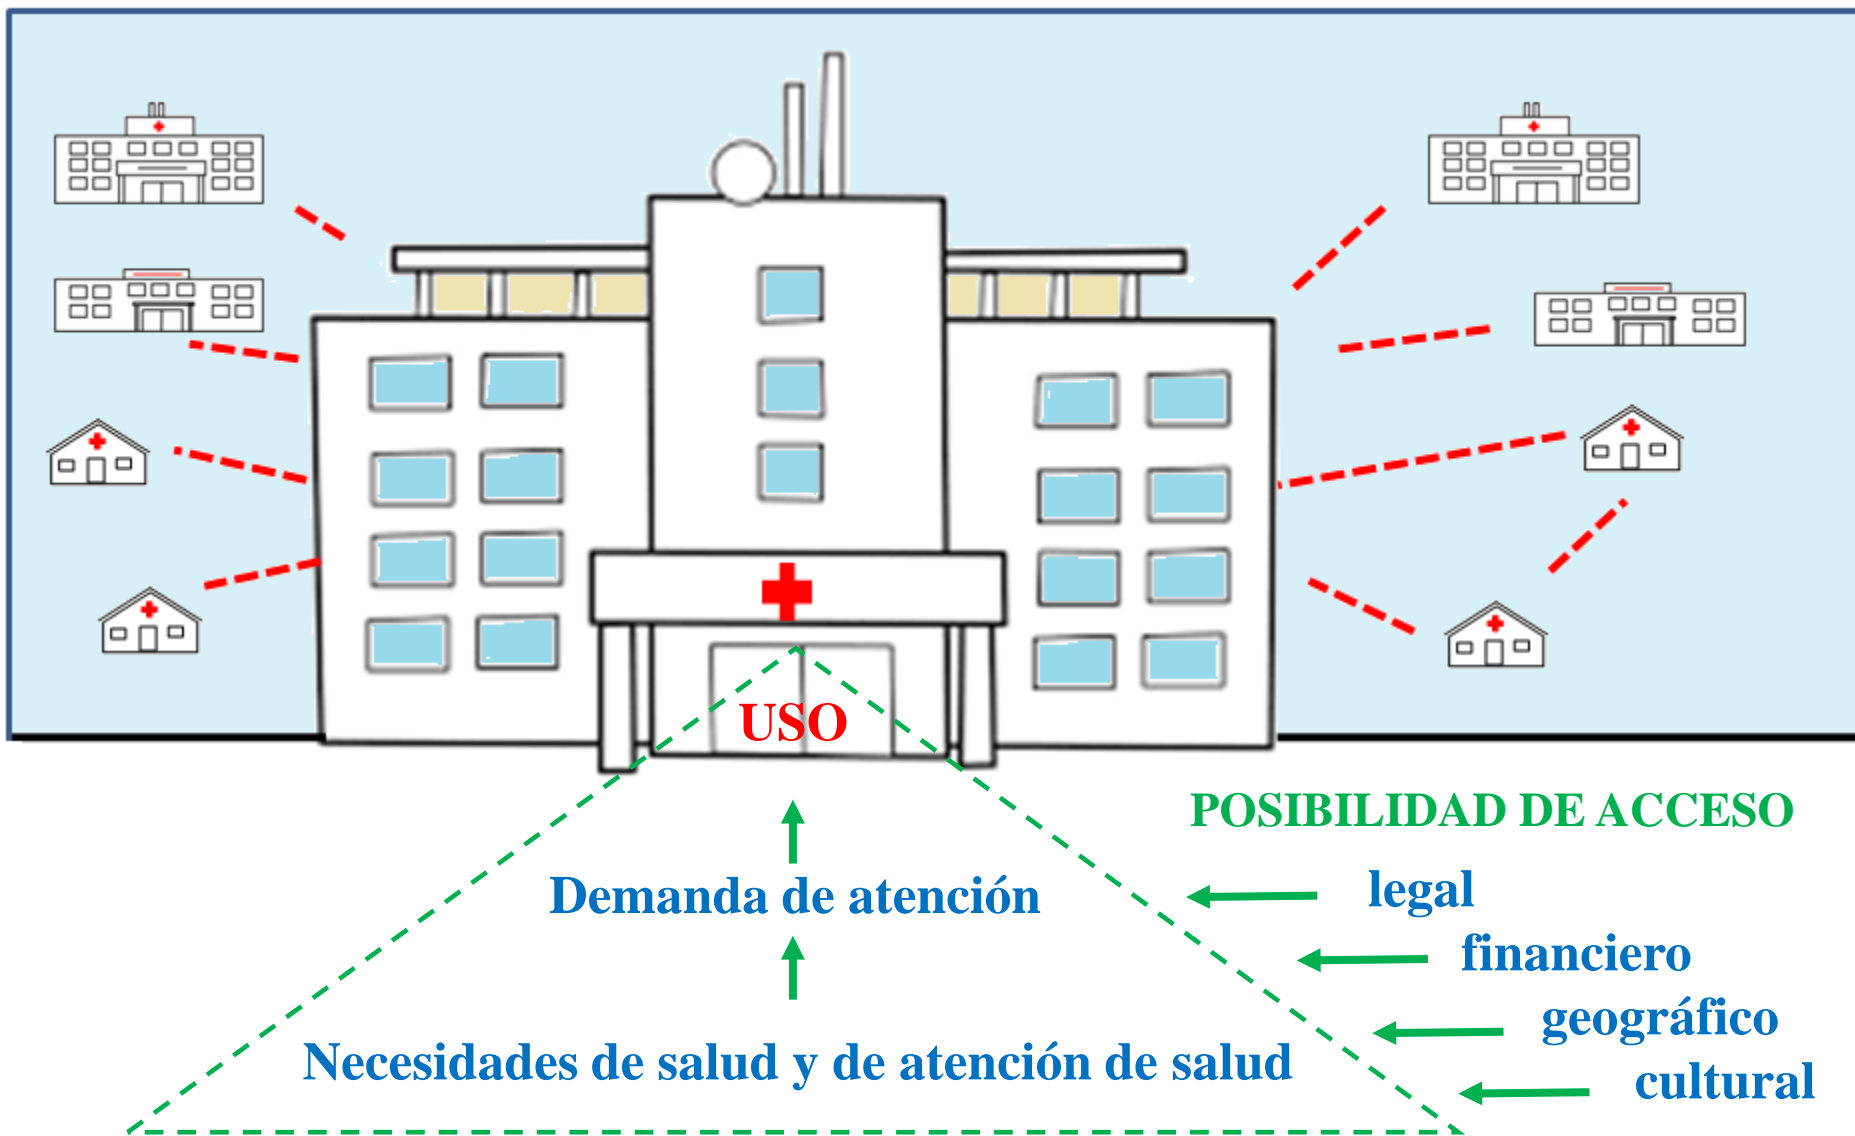 USO
POSIBILIDAD DE ACCESO
Demanda de atención
legal
financiero
geográfico
Necesidades de salud y de atención de salud
cultural